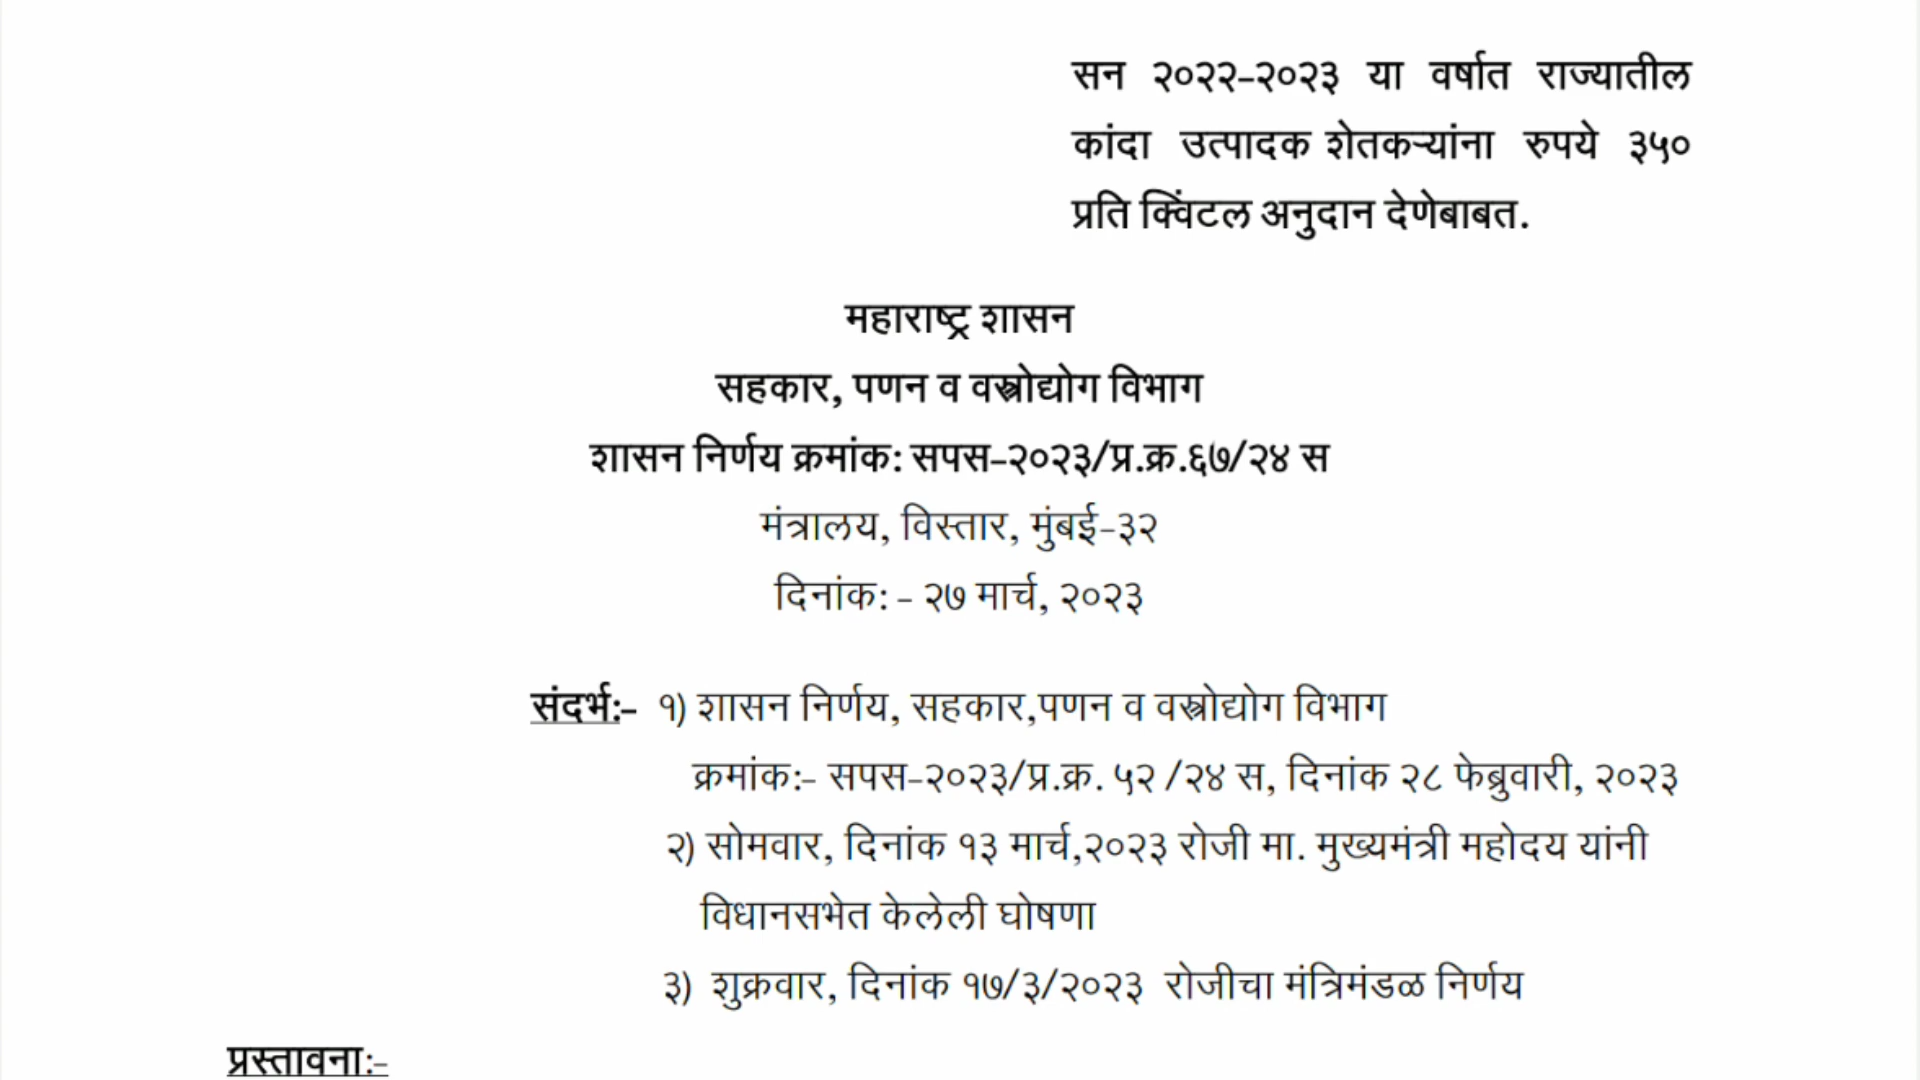 सन २०२२-२०२३ या वर्षात राज्यातील
कांदा उत्पादक शेतकऱ्यांना रुपये ३५०
प्रति क्विंटल अनुदान देणेबाबत.
महाराष्ट्र शासन
सहकार, पणन व वस्त्रोद्योग विभाग
शासन निर्णय क्रमांक: सपस-२०२३/प्र.क्र.६७/२४ स
मंत्रालय, विस्तार, मुंबई-३२
दिनांक: - २७ मार्च, २०२३
संदर्भ:- १) शासन निर्णय, सहकार,पणन व वस्त्रोद्योग विभाग
क्रमांक:- सपस-२०२३/प्र.क्र. ५२ /२४ स, दिनांक २८ फेब्रुवारी, २०२३
२) सोमवार, दिनांक १३ मार्च,२०२३ रोजी मा. मुख्यमंत्री महोदय यांनी
विधानसभेत केलेली घोषणा
३) शुक्रवार, दिनांक १७/३/२०२३ रोजीचा मंत्रिमंडळ निर्णय
प्रस्तावना:-